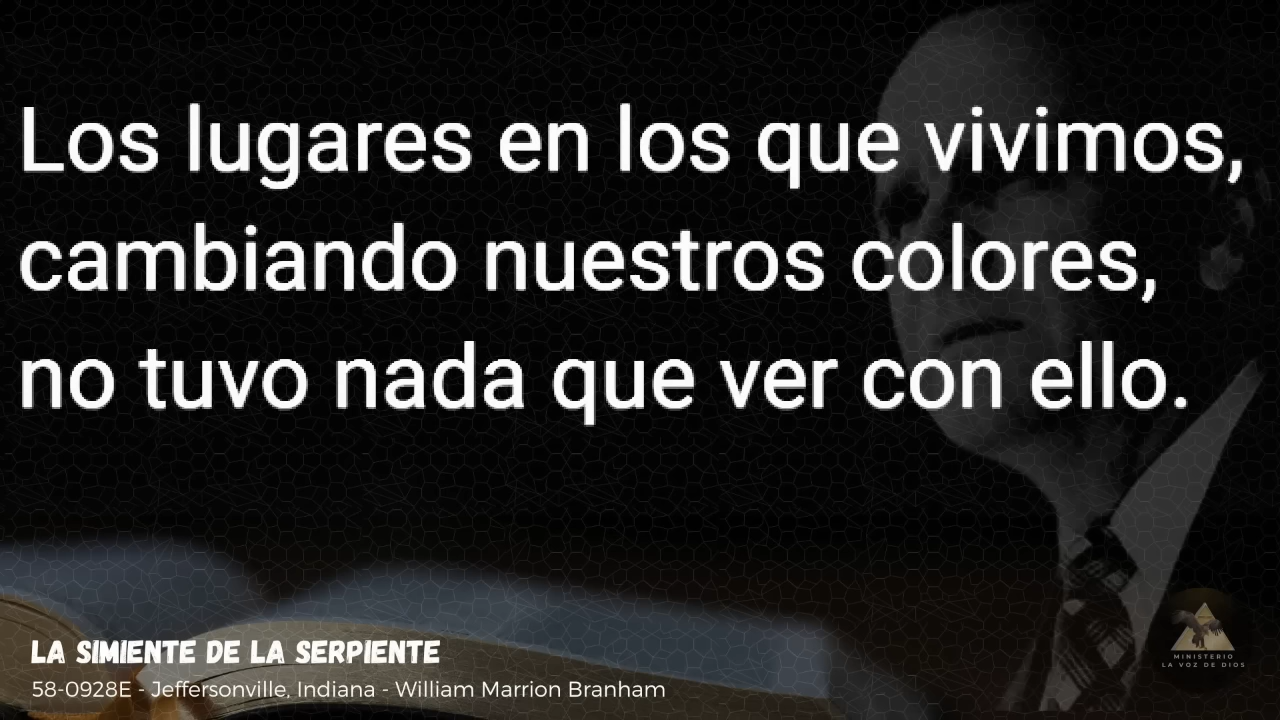 Los lugares en los que vivimos,
cambiando nuestros colores,
no tuvo nada que ver con ello.
LA SIMIENTE DE LA SERPIENTE
58-0928E - Jeffersonville, Indiana - William Marrion Branham
MINISTERIO
LA VOZ DE DIOS